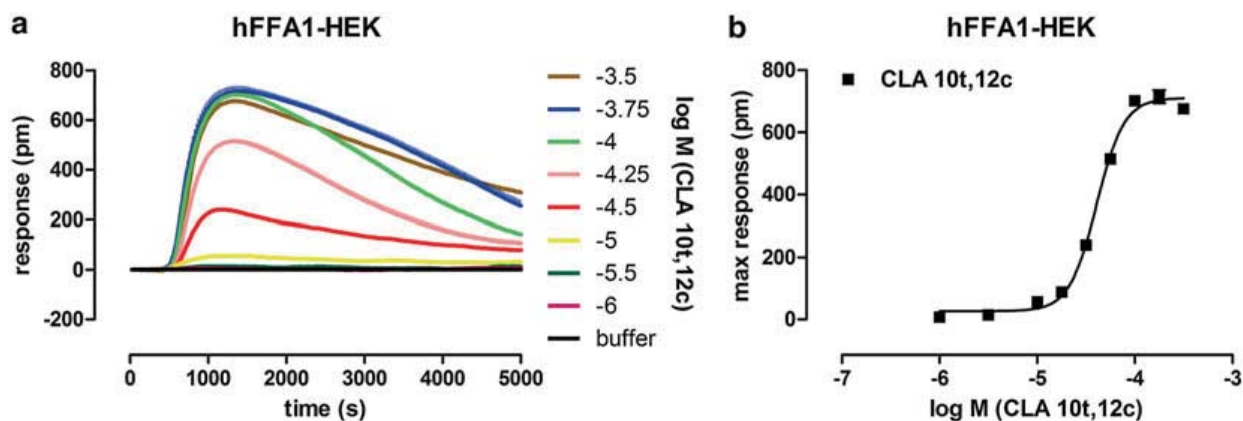 a
hFFA1-HEK
800
600
400
200
0
-200
response (pm)
0 1000 2000 3000 4000 5000
time (s)
-3.5
-3.75
-4
-4.25
-4.5
-5
-5.5
-6
buffer
log M (CLA 10t,12c)
b
hFFA1-HEK
CLA 10t,12c
800
600
400
200
0
max response (pm)
-7 -6 -5 -4 -3
log M (CLA 10t,12c)